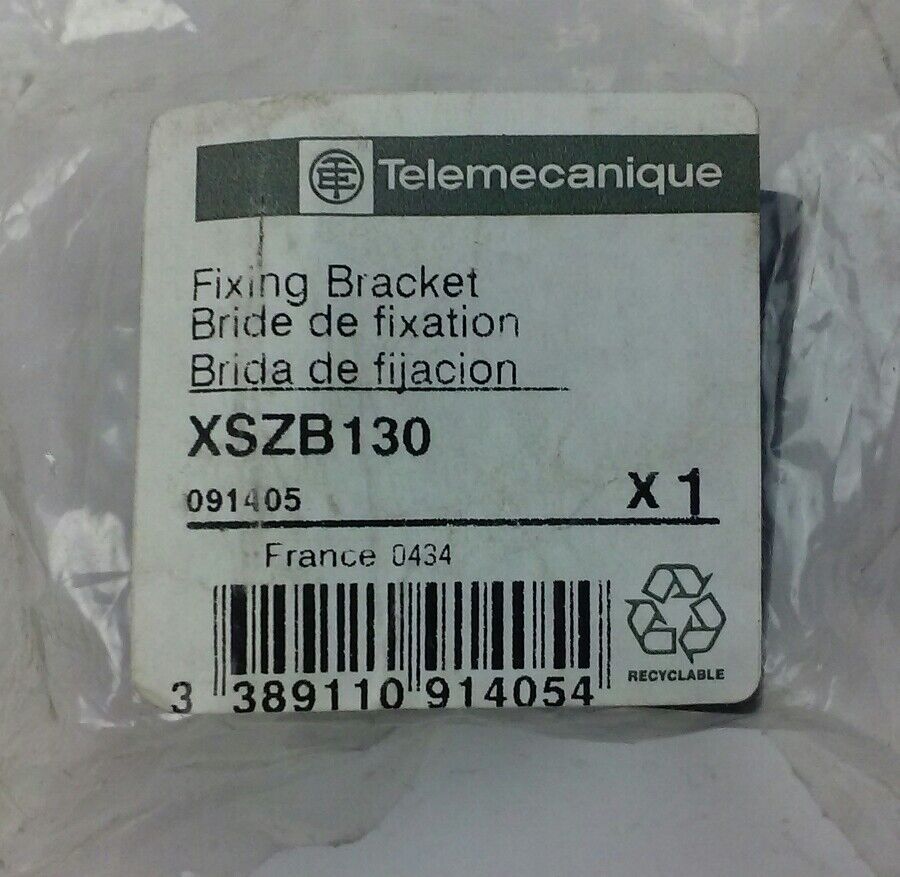 Telemecanique
Fixing Bracket
Bride de fixation
Brida de fijacion
XSZB130
091405 X 1
France 0434
3 389110 914054
RECYCLABLE